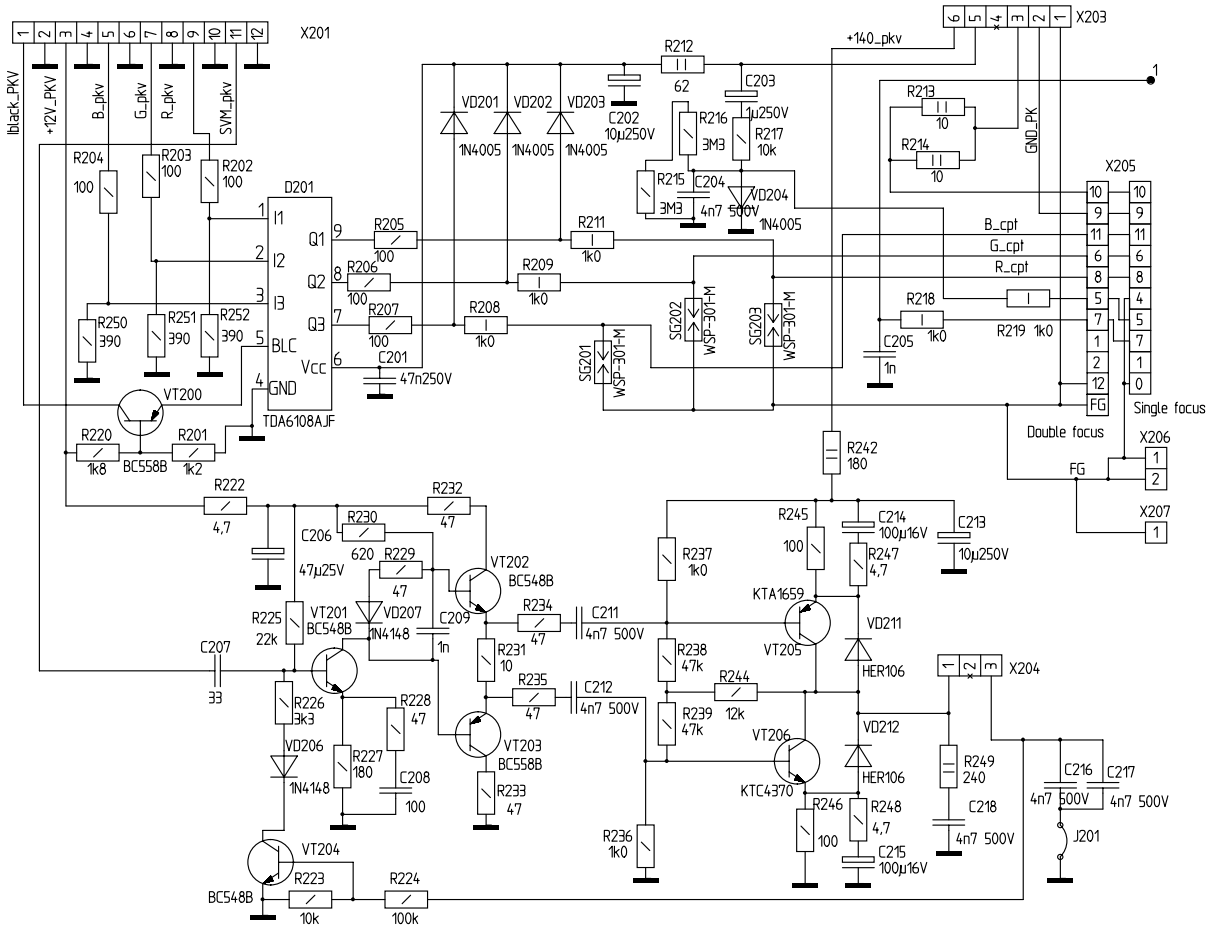 1 2 3 4 5 6 7 8 9 10 11 12
X201
6 5 4 3 2 1
X203
Iblack_PKV
+12V_PKV
B_pkv
G_pkv
R_pkv
SVM_pkv
+140_pkv
GND_PK
1
R212
62
C202
10µ250V
C203
1µ250V
VD201
1N4005
VD202
1N4005
VD203
1N4005
R216
3M3
R217
10k
R215
3M3
C204
4n7 500V
VD204
1N4005
R213
10
R214
10
R204
100
R203
100
R202
100
D201
1 I1
2 I2
3 I3
5 BLC
4 GND
Q1 9
Q2 8
Q3 7
Vcc 6
TDA6108AJF
R205
100
R206
100
R207
100
R211
1k0
R209
1k0
R208
1k0
C201
47n250V
R250
390
R251
390
R252
390
SG201
WSP-301-M
SG202
WSP-301-M
SG203
WSP-301-M
B_cpt
G_cpt
R_cpt
R218
1k0
R219 1k0
C205
1n
X205
10 10
9 9
11 11
6 6
8 8
5 4
7 5
1 7
2 1
12 0
FG
Single focus
Double focus
X206
1
2
FG
X207
1
VT200
BC558B
R220
1k8
R201
1k2
R242
180
R222
4,7
R232
47
C206
47µ25V
R230
620
R229
47
VT202
BC548B
R225
22k
VT201
BC548B
VD207
1N4148
C209
1n
R234
47
C211
4n7 500V
R231
10
R235
47
C212
4n7 500V
C207
33
R226
3k3
R228
47
R227
180
C208
100
VT203
BC558B
R233
47
VD206
1N4148
VT204
BC548B
R223
10k
R224
100k
R237
1k0
R245
100
C214
100µ16V
R247
4,7
C213
10µ250V
KTA1659
VT205
VD211
HER106
R238
47k
R244
12k
R239
47k
VT206
KTC4370
VD212
HER106
R246
100
R248
4,7
C215
100µ16V
R236
1k0
1 2 3
X204
R249
240
C218
4n7 500V
C216
4n7 500V
C217
4n7 500V
J201